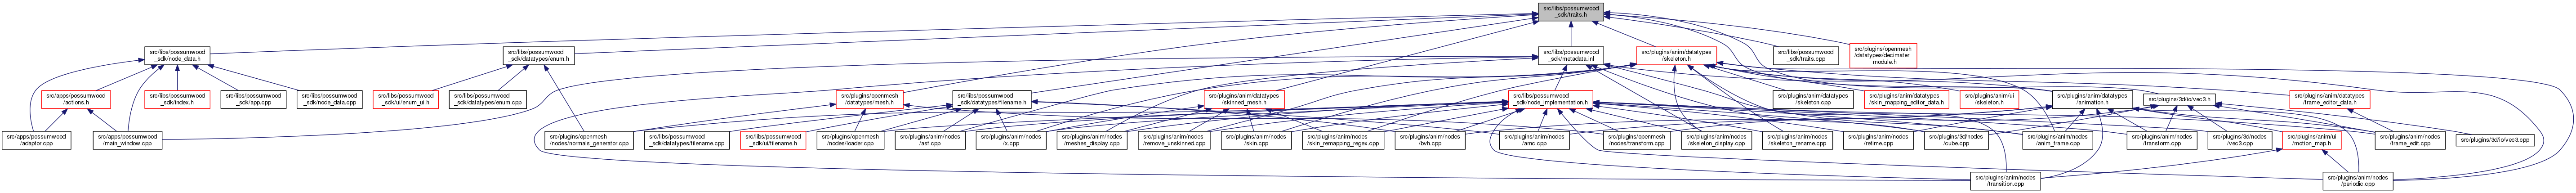 src/libs/possumwood
_sdk/traits.h
src/libs/possumwood
_sdk/node_data.h
src/libs/possumwood
_sdk/datatypes/enum.h
src/libs/possumwood
_sdk/metadata.inl
src/plugins/anim/datatypes
/skeleton.h
src/libs/possumwood
_sdk/traits.cpp
src/plugins/openmesh
/datatypes/decimater
_module.h
src/apps/possumwood
/actions.h
src/libs/possumwood
_sdk/index.h
src/libs/possumwood
_sdk/app.cpp
src/libs/possumwood
_sdk/node_data.cpp
src/libs/possumwood
_sdk/ui/enum_ui.h
src/libs/possumwood
_sdk/datatypes/enum.cpp
src/plugins/openmesh
/datatypes/mesh.h
src/libs/possumwood
_sdk/datatypes/filename.h
src/plugins/anim/datatypes
/skinned_mesh.h
src/libs/possumwood
_sdk/node_implementation.h
src/plugins/anim/datatypes
/skeleton.cpp
src/plugins/anim/datatypes
/skin_mapping_editor_data.h
src/plugins/anim/ui
/skeleton.h
src/plugins/anim/datatypes
/animation.h
src/plugins/3d/io/vec3.h
src/plugins/anim/datatypes
/frame_editor_data.h
src/apps/possumwood
/adaptor.cpp
src/apps/possumwood
/main_window.cpp
src/plugins/openmesh
/nodes/normals_generator.cpp
src/libs/possumwood
_sdk/datatypes/filename.cpp
src/libs/possumwood
_sdk/ui/filename.h
src/plugins/openmesh
/nodes/loader.cpp
src/plugins/anim/nodes
/asf.cpp
src/plugins/anim/nodes
/x.cpp
src/plugins/anim/nodes
/meshes_display.cpp
src/plugins/anim/nodes
/remove_unskinned.cpp
src/plugins/anim/nodes
/skin.cpp
src/plugins/anim/nodes
/skin_remapping_regex.cpp
src/plugins/anim/nodes
/bvh.cpp
src/plugins/anim/nodes
/amc.cpp
src/plugins/openmesh
/nodes/transform.cpp
src/plugins/anim/nodes
/skeleton_display.cpp
src/plugins/anim/nodes
/skeleton_rename.cpp
src/plugins/anim/nodes
/retime.cpp
src/plugins/3d/nodes
/cube.cpp
src/plugins/anim/nodes
/anim_frame.cpp
src/plugins/anim/nodes
/transform.cpp
src/plugins/3d/nodes
/vec3.cpp
src/plugins/anim/ui
/motion_map.h
src/plugins/anim/nodes
/frame_edit.cpp
src/plugins/3d/io/vec3.cpp
src/plugins/anim/nodes
/transition.cpp
src/plugins/anim/nodes
/periodic.cpp